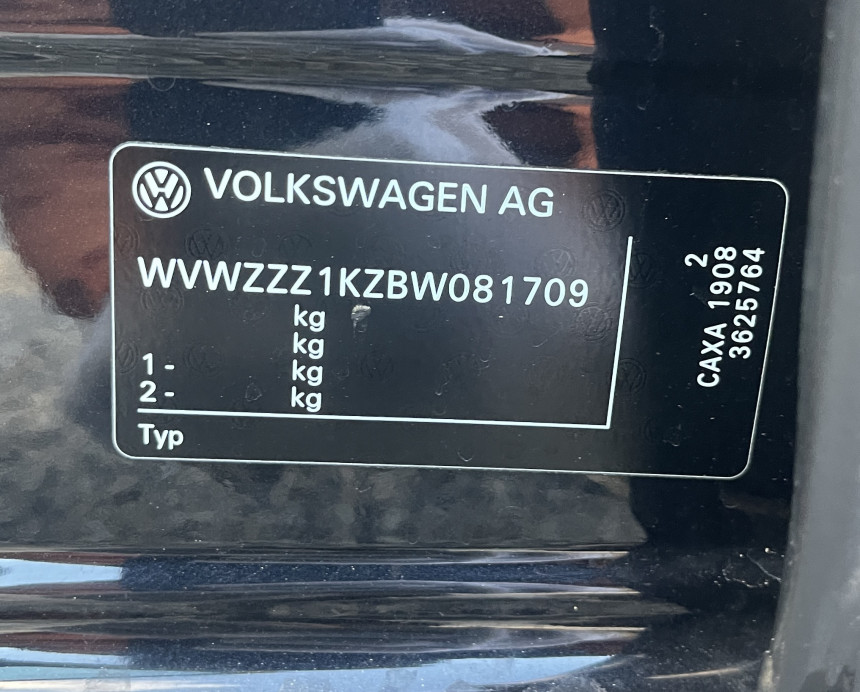 VOLKSWAGEN AG
WVWZZZ1KZBW081709
kg
kg
1 - kg
2 - kg
Typ
2
CAXA 1908
3625764